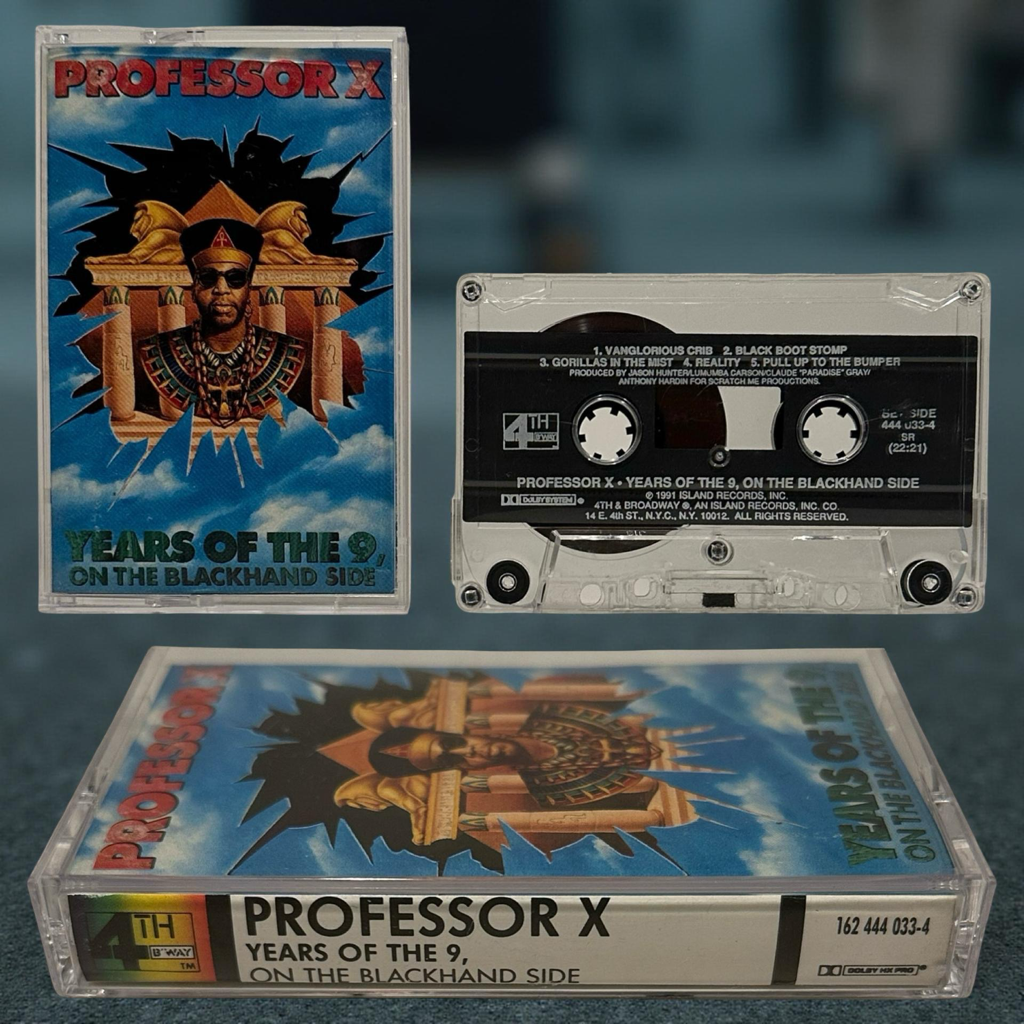 PROFESSOR X
YEARS OF THE 9,
ON THE BLACKHAND SIDE
1. VANGLORIOUS CRIB 2. BLACK BOOT STOMP
3. GORILLAS IN THE MIST 4. REALITY 5. PULL UP TO THE BUMPER
PRODUCED BY JASON HUNTER/LUMUMBA CARSON/CLAUDE "PARADISE" GRAY/
ANTHONY HARDIN FOR SCRATCH ME PRODUCTIONS.
4TH
B'WAY
SIDE
444 033-4
SR
(22:21)
PROFESSOR X • YEARS OF THE 9, ON THE BLACKHAND SIDE
DOLBY SYSTEM ®
℗ 1991 ISLAND RECORDS, INC.
4TH & BROADWAY ®, AN ISLAND RECORDS, INC. CO.
14 E. 4th ST., N.Y.C., N.Y. 10012. ALL RIGHTS RESERVED.
PROFESSOR X
YEARS OF THE 9,
ON THE BLACKHAND SIDE
4TH
B'WAY
TM
PROFESSOR X
YEARS OF THE 9,
ON THE BLACKHAND SIDE
162 444 033-4
DOLBY HX PRO ®